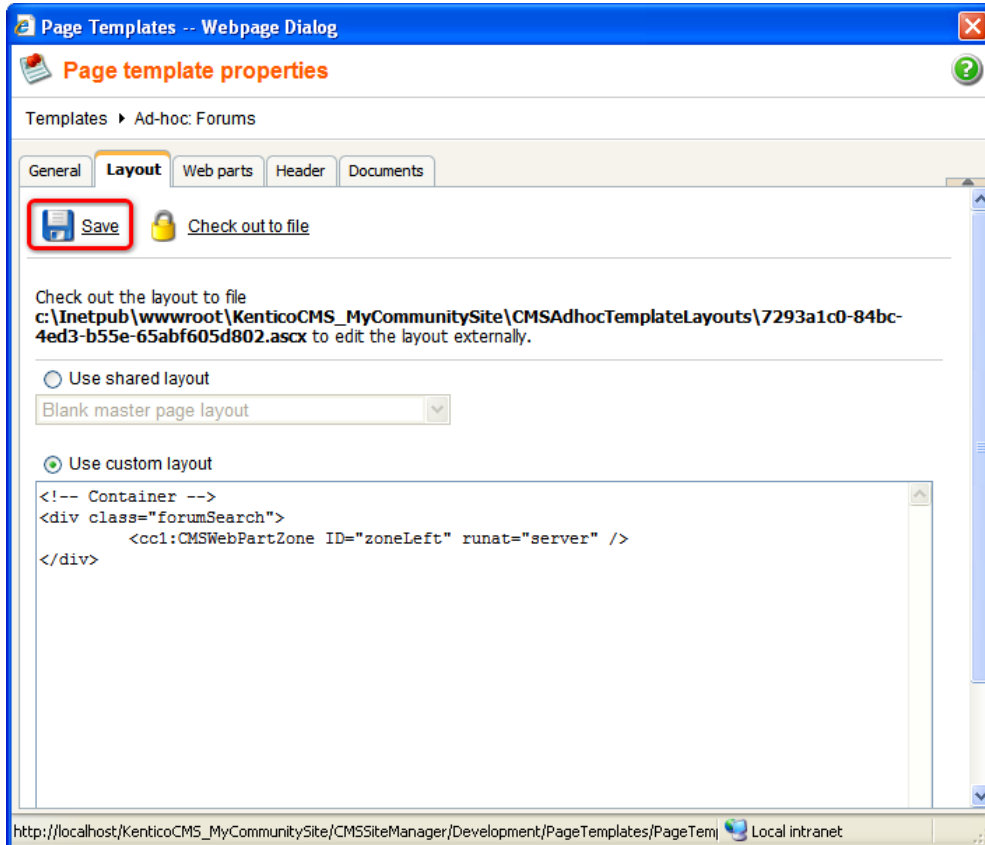 Page Templates -- Webpage Dialog
Page template properties
Templates ▸ Ad-hoc: Forums
General Layout Web parts Header Documents
Save Check out to file
Check out the layout to file
c:\Inetpub\wwwroot\KenticoCMS_MyCommunitySite\CMSAdhocTemplateLayouts\7293a1c0-84bc-
4ed3-b55e-65abf605d802.ascx to edit the layout externally.
Use shared layout
Blank master page layout
Use custom layout
<!-- Container -->
<div class="forumSearch">
<cc1:CMSWebPartZone ID="zoneLeft" runat="server" />
</div>
http://localhost/KenticoCMS_MyCommunitySite/CMSSiteManager/Development/PageTemplates/PageTem Local intranet